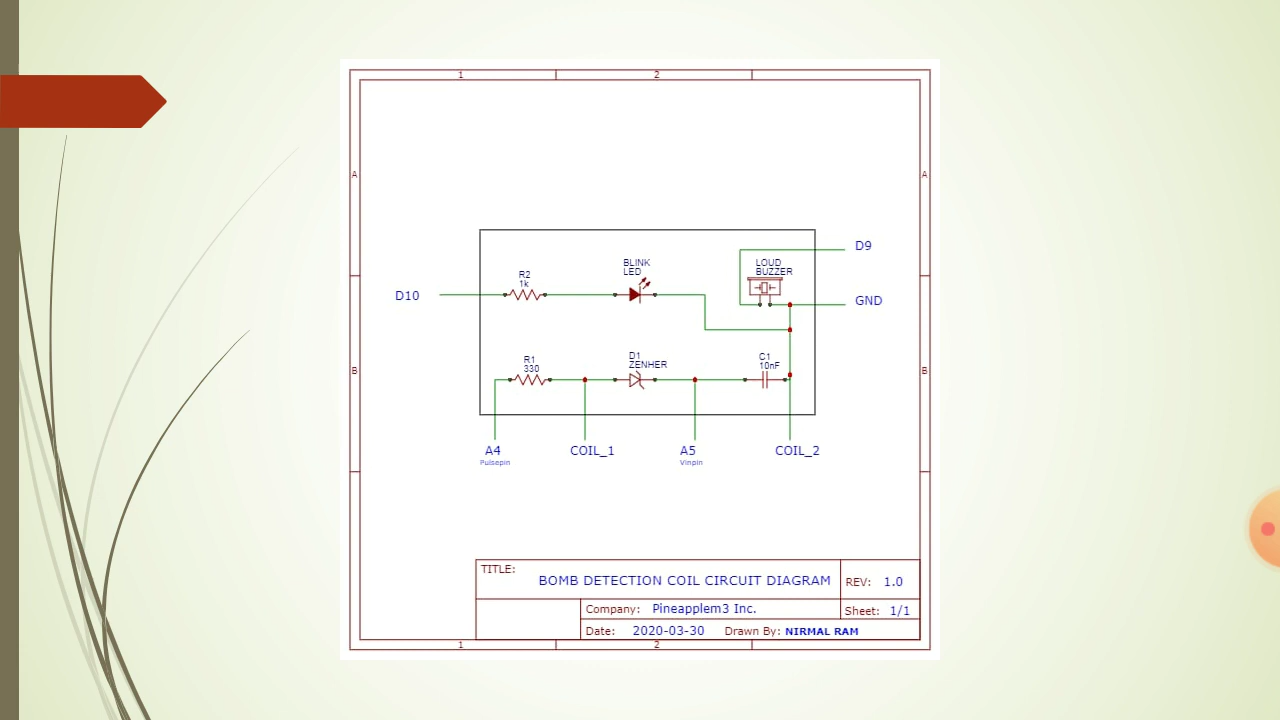 1 2
A A
D9
LOUD
BUZZER
BLINK
LED
R2
1k
D10
GND
R1
330
D1
ZENHER
C1
10nF
B B
A4
Pulsepin
COIL_1
A5
Vinpin
COIL_2
TITLE:
BOMB DETECTION COIL CIRCUIT DIAGRAM
REV: 1.0
Company: Pineapplem3 Inc.
Sheet: 1/1
Date: 2020-03-30 Drawn By: NIRMAL RAM
1 2